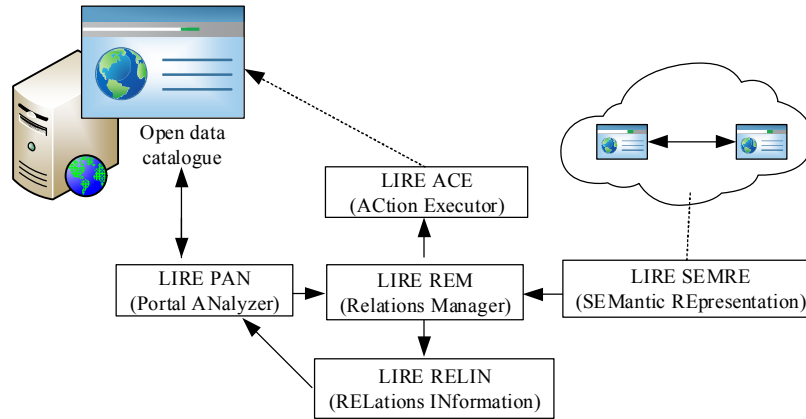 Open data
catalogue
LIRE ACE
(ACtion Executor)
LIRE PAN
(Portal ANalyzer)
LIRE REM
(Relations Manager)
LIRE SEMRE
(SEMantic REpresentation)
LIRE RELIN
(RELations INformation)